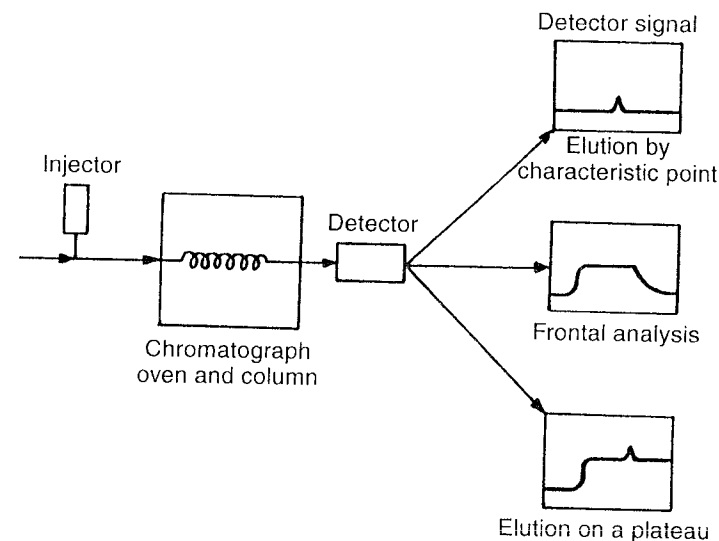 Detector signal
Elution by
characteristic point
Injector
Chromatograph
oven and column
Detector
Frontal analysis
Elution on a plateau